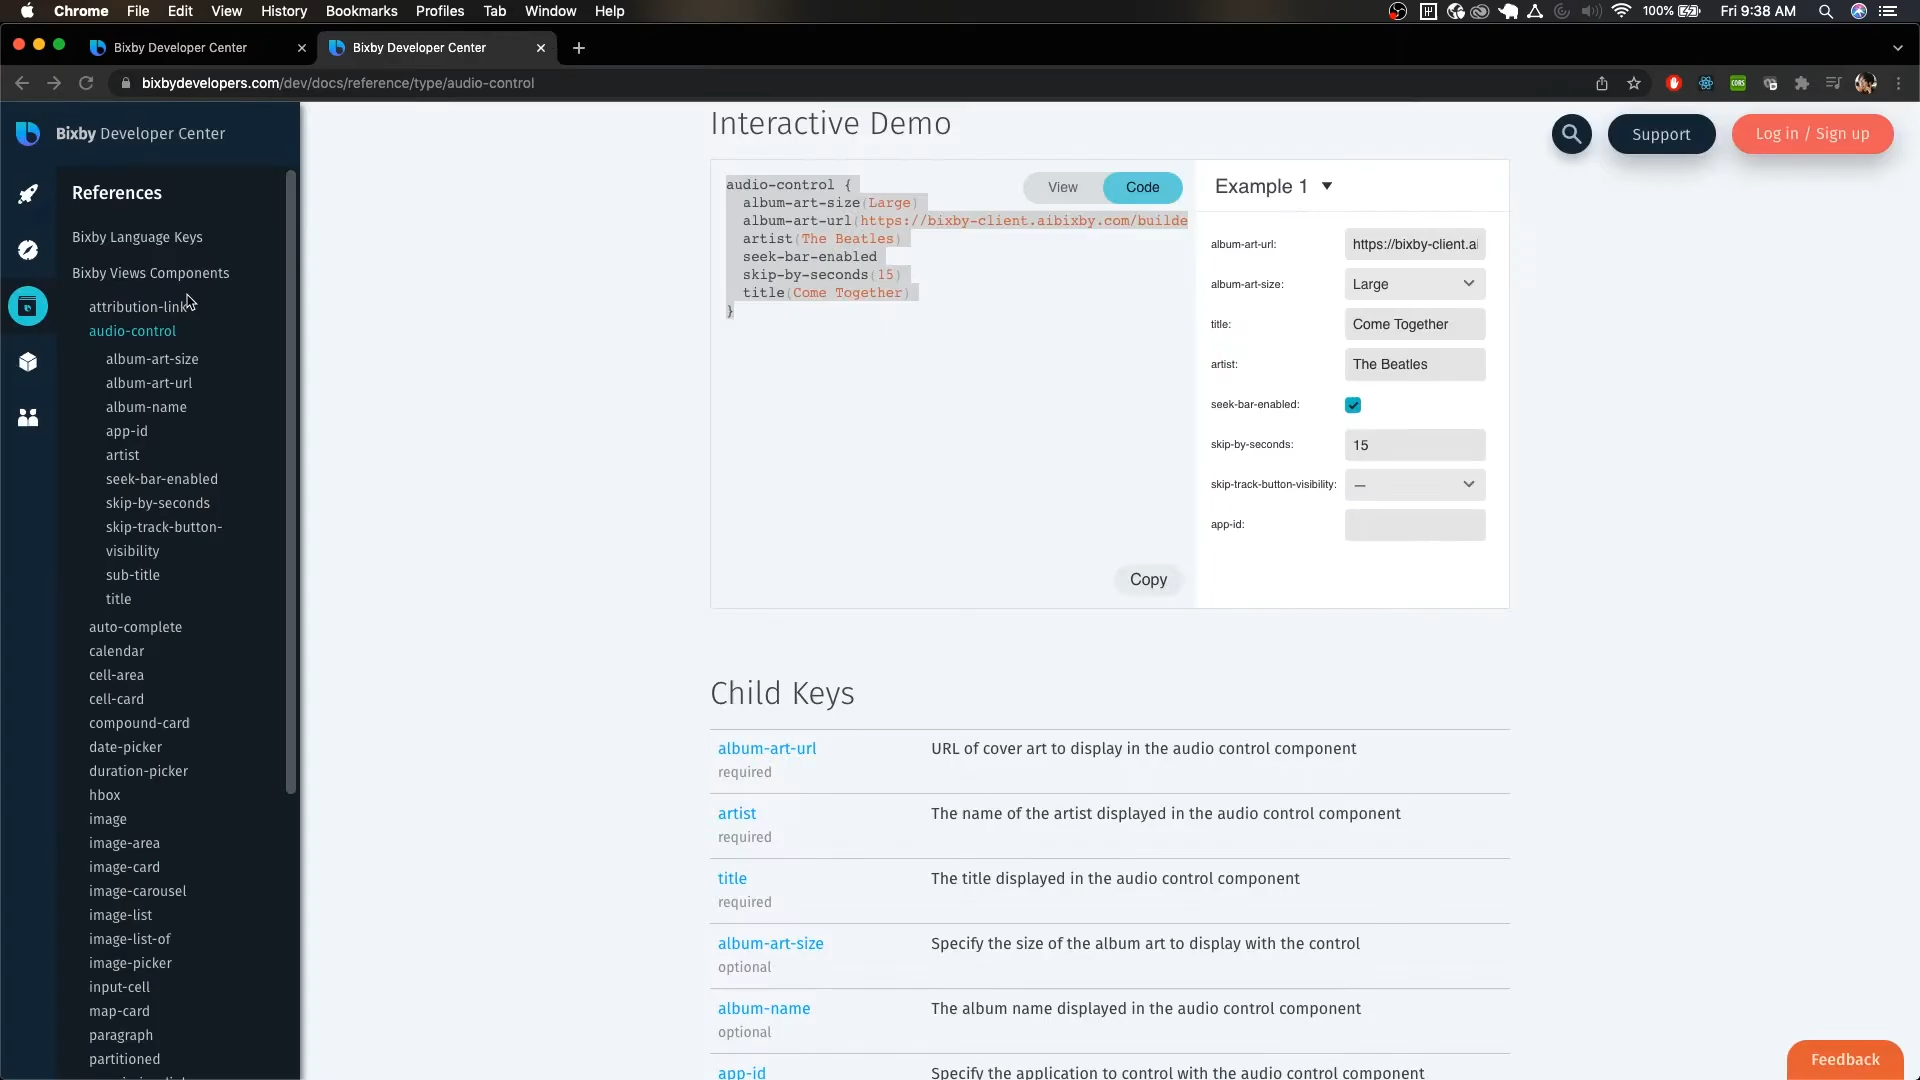 Chrome File Edit View History Bookmarks Profiles Tab Window Help
100% Fri 9:38 AM
Bixby Developer Center
Bixby Developer Center
bixbydevelopers.com/dev/docs/reference/type/audio-control
CORS
Bixby Developer Center
Support
Log in / Sign up
References
Bixby Language Keys
Bixby Views Components
attribution-link
audio-control
album-art-size
album-art-url
album-name
app-id
artist
seek-bar-enabled
skip-by-seconds
skip-track-button-
visibility
sub-title
title
auto-complete
calendar
cell-area
cell-card
compound-card
date-picker
duration-picker
hbox
image
image-area
image-card
image-carousel
image-list
image-list-of
image-picker
input-cell
map-card
paragraph
partitioned
Interactive Demo
View Code
audio-control {
album-art-size(Large)
album-art-url(https://bixby-client.aibixby.com/builde
artist(The Beatles)
seek-bar-enabled
skip-by-seconds(15)
title(Come Together)
}
Copy
Example 1
album-art-url: https://bixby-client.ai
album-art-size: Large
title: Come Together
artist: The Beatles
seek-bar-enabled:
skip-by-seconds: 15
skip-track-button-visibility: —
app-id:
Child Keys
album-art-url URL of cover art to display in the audio control component
required
artist The name of the artist displayed in the audio control component
required
title The title displayed in the audio control component
required
album-art-size Specify the size of the album art to display with the control
optional
album-name The album name displayed in the audio control component
optional
app-id Specify the application to control with the audio control component
Feedback